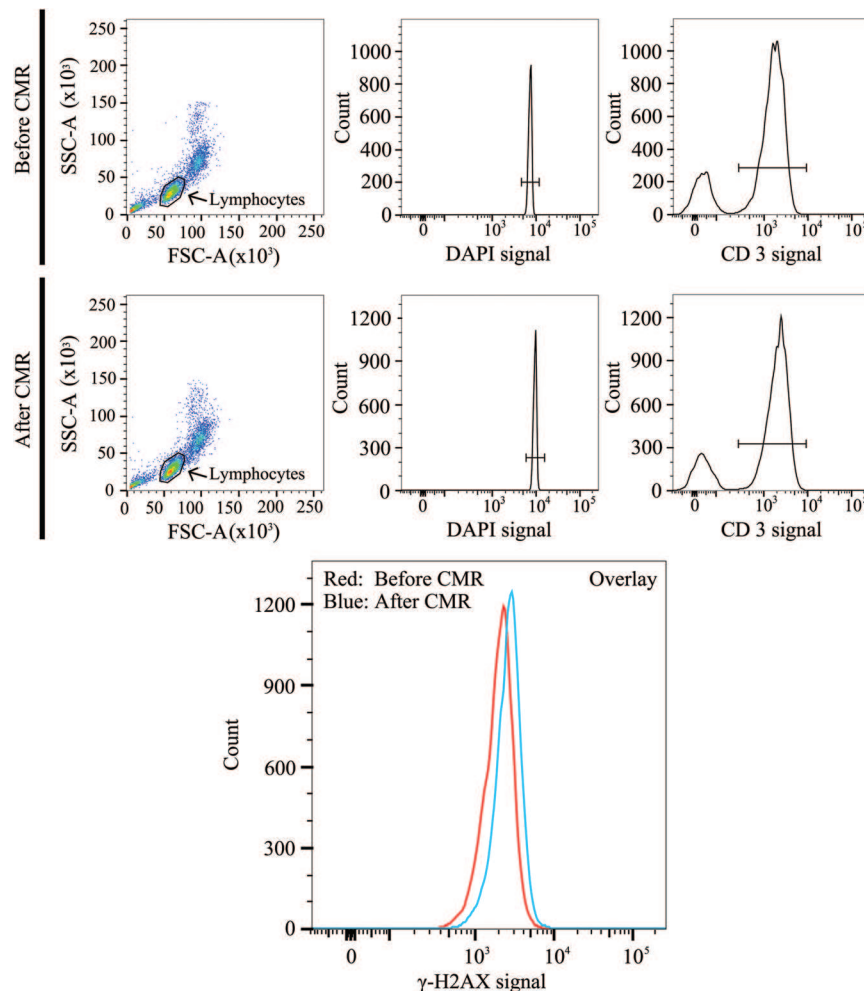 Before CMR
SSC-A (x10³)
250
200
150
100
50
0
0 50 100 150 200 250
FSC-A(x10³)
Lymphocytes
Count
1000
800
600
400
200
0
0 10³ 10⁴ 10⁵
DAPI signal
Count
1000
800
600
400
200
0
0 10³ 10⁴ 10⁵
CD 3 signal
After CMR
SSC-A (x10³)
250
200
150
100
50
0
0 50 100 150 200 250
FSC-A(x10³)
Lymphocytes
Count
1200
900
600
300
0
0 10³ 10⁴ 10⁵
DAPI signal
Count
1200
900
600
300
0
0 10³ 10⁴ 10⁵
CD 3 signal
Red: Before CMR Overlay
Blue: After CMR
Count
1200
900
600
300
0
0 10³ 10⁴ 10⁵
γ-H2AX signal